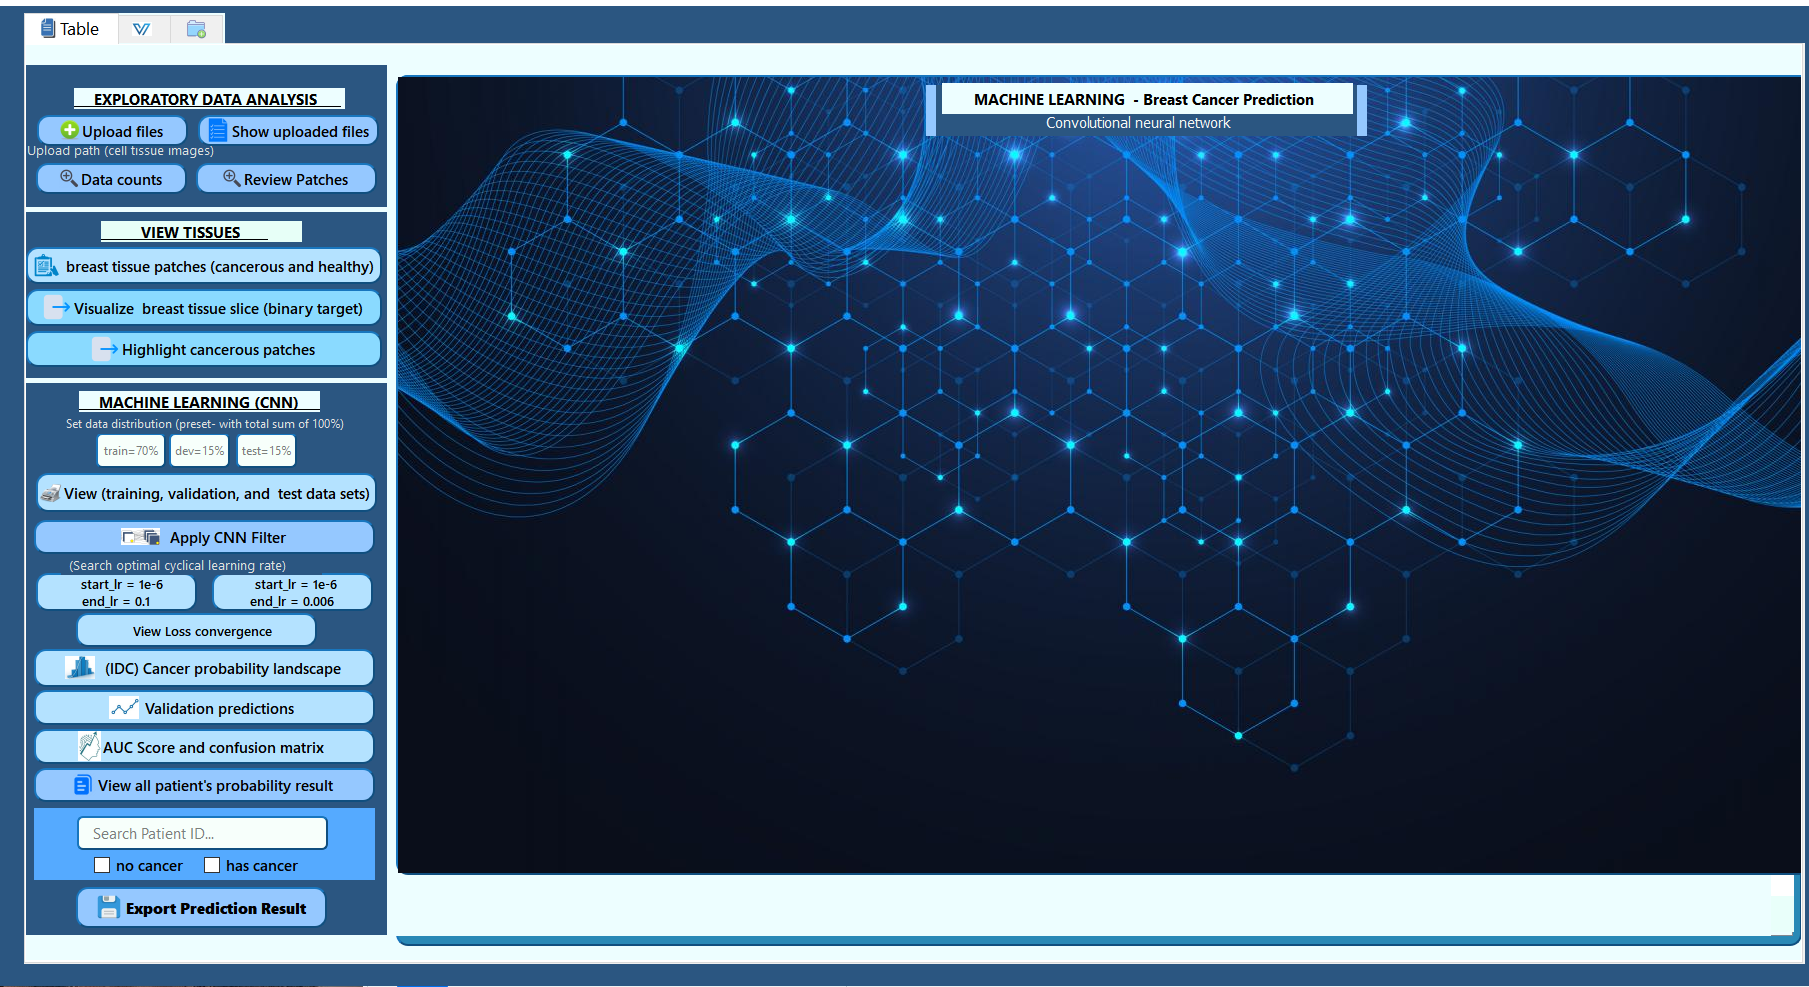 Table
EXPLORATORY DATA ANALYSIS
Upload files
Show uploaded files
Upload path (cell tissue images)
Data counts
Review Patches
VIEW TISSUES
breast tissue patches (cancerous and healthy)
Visualize breast tissue slice (binary target)
Highlight cancerous patches
MACHINE LEARNING (CNN)
Set data distribution (preset- with total sum of 100%)
train=70%
dev=15%
test=15%
View (training, validation, and test data sets)
Apply CNN Filter
(Search optimal cyclical learning rate)
start_lr = 1e-6
end_lr = 0.1
start_lr = 1e-6
end_lr = 0.006
View Loss convergence
(IDC) Cancer probability landscape
Validation predictions
AUC Score and confusion matrix
View all patient's probability result
Search Patient ID...
no cancer
has cancer
Export Prediction Result
MACHINE LEARNING - Breast Cancer Prediction
Convolutional neural network